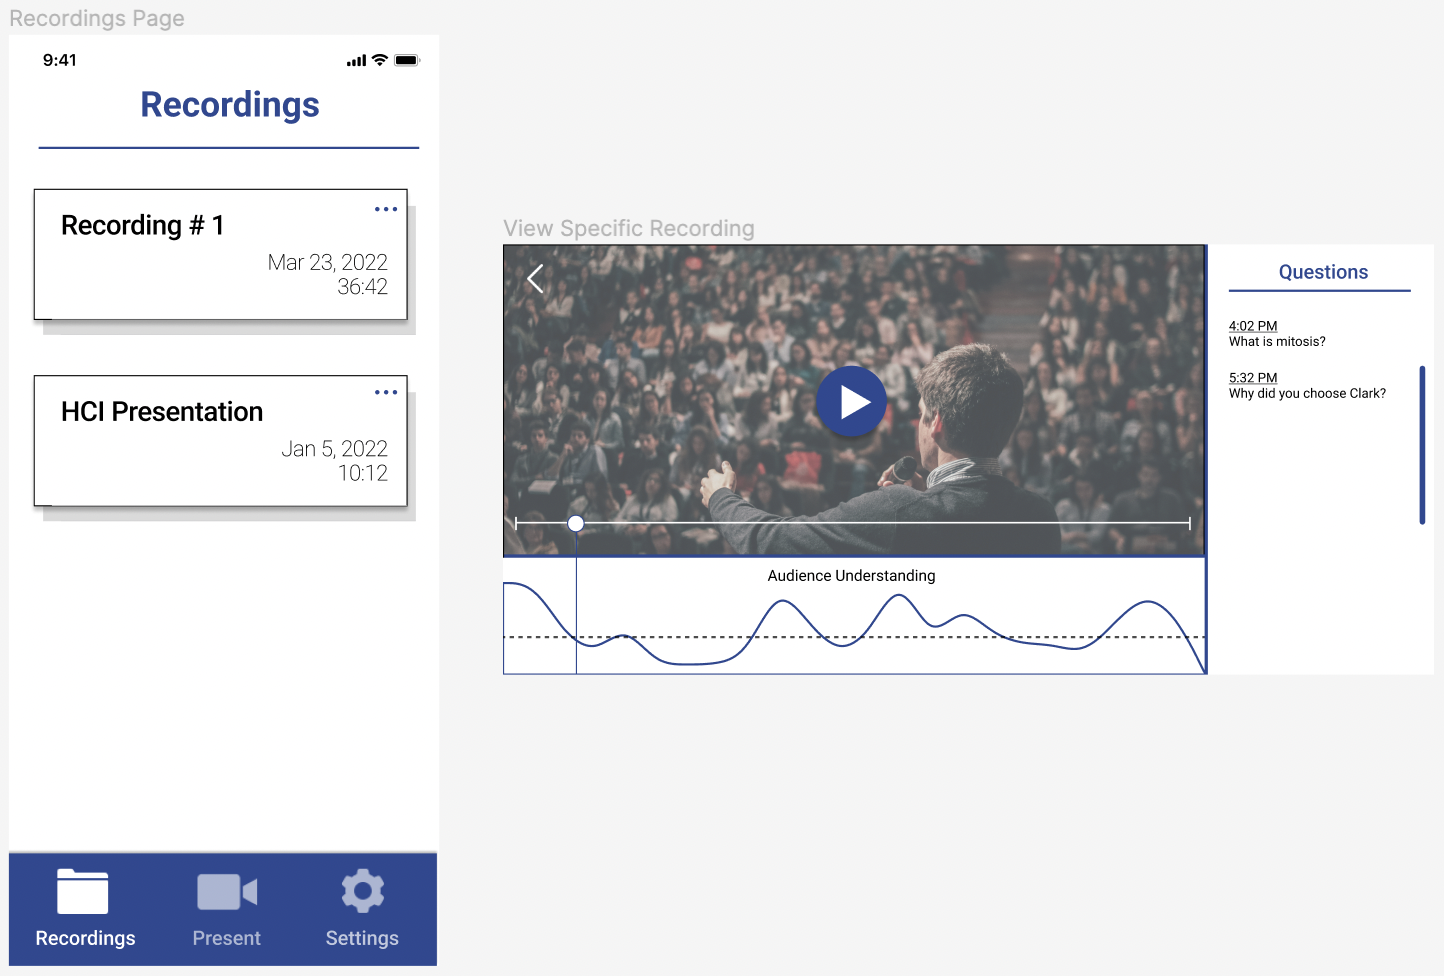 Recordings Page
9:41
Recordings
Recording # 1
Mar 23, 2022
36:42
HCI Presentation
Jan 5, 2022
10:12
Recordings
Present
Settings
View Specific Recording
Audience Understanding
Questions
4:02 PM
What is mitosis?
5:32 PM
Why did you choose Clark?